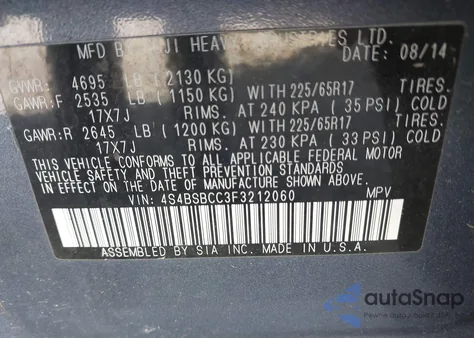 MFD B JI HEAV STRIES LTD.
DATE: 08/14
GVWR: 4695 LB (2130 KG)
GAWR:F 2535 LB (1150 KG) WITH 225/65R17 TIRES.
17X7J RIMS. AT 240 KPA (35 PSI) COLD
GAWR:R 2645 LB (1200 KG) WITH 225/65R17 TIRES.
17X7J RIMS. AT 230 KPA (33 PSI) COLD
THIS VEHICLE CONFORMS TO ALL APPLICABLE FEDERAL MOTOR
VEHICLE SAFETY AND THEFT PREVENTION STANDARDS
IN EFFECT ON THE DATE OF MANUFACTURE SHOWN ABOVE.
VIN: 4S4BSBCC3F3212060 MPV
ASSEMBLED BY SIA INC. MADE IN U.S.A.
autoSnap